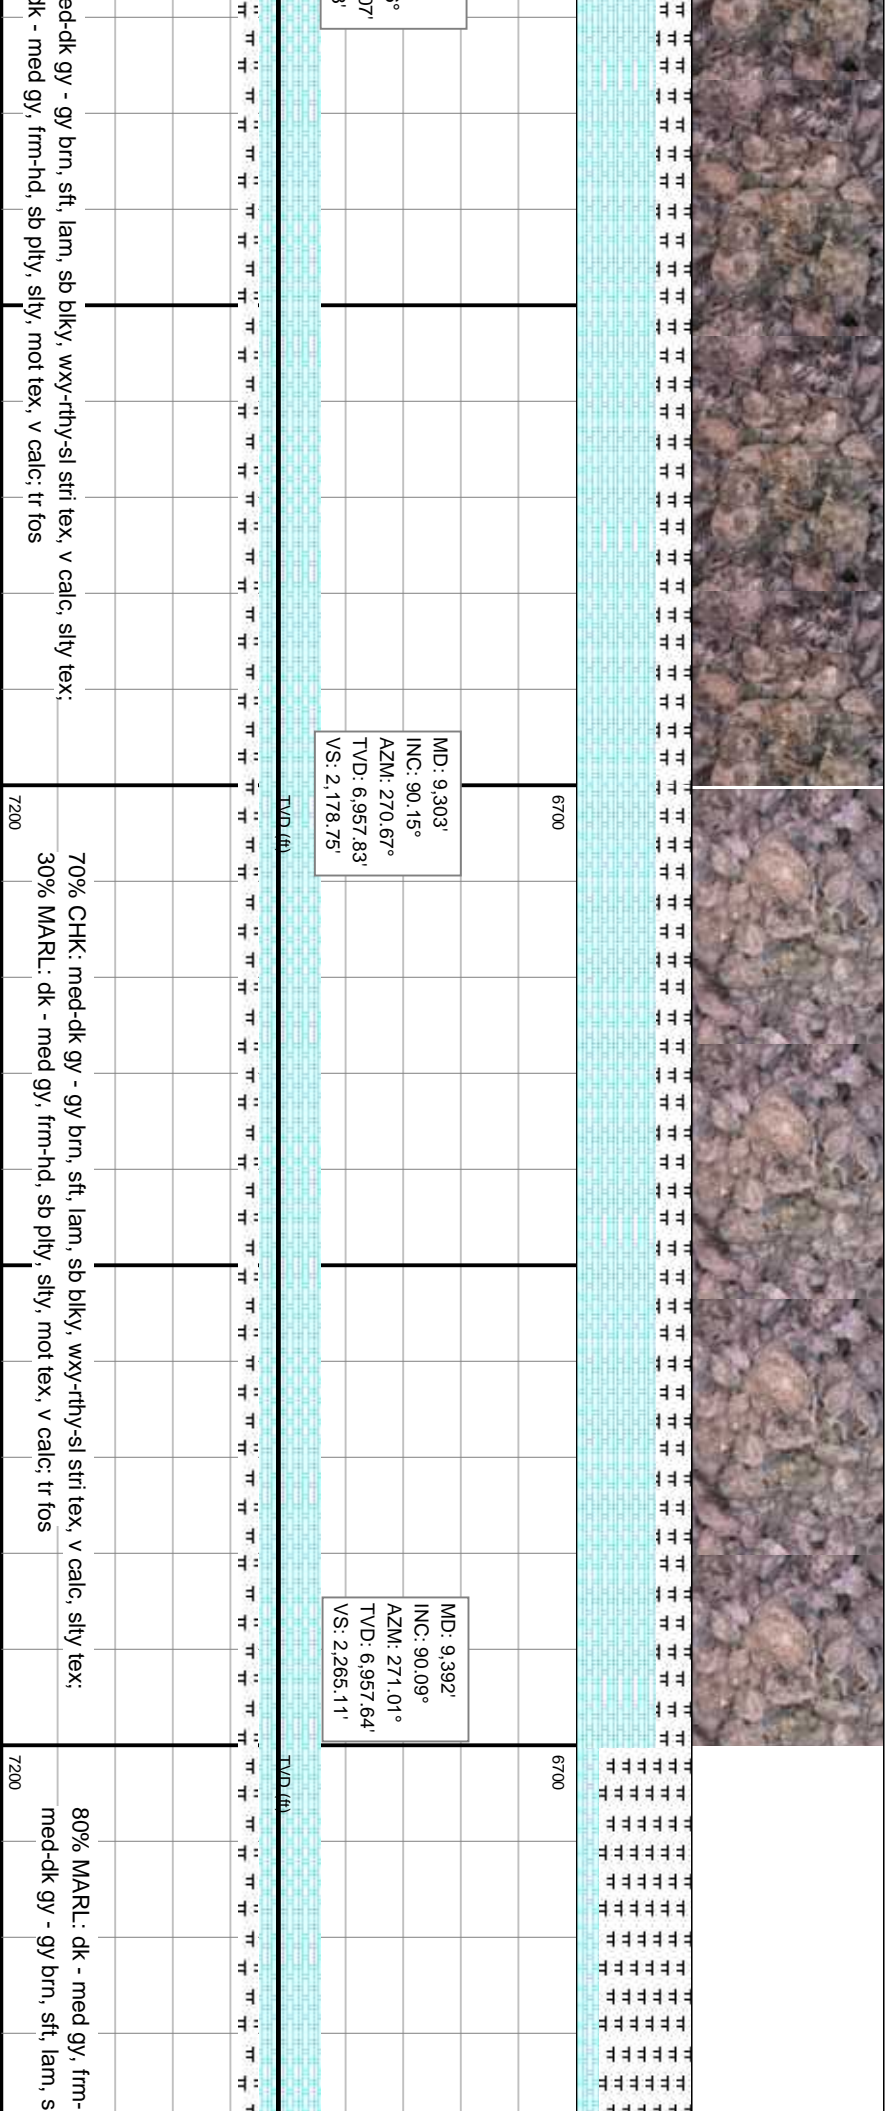 ed-dk gy - gy brn, sft, lam, sb blky, wxy-rthy-sl stri tex, v calc, slty tex;
dk - med gy, frm-hd, sb plty, slty, mot tex, v calc; tr fos
MD: 9,303'
INC: 90.15°
AZM: 270.67°
TVD: 6,957.83'
VS: 2,178.75'
6700
TVD (ft)
7200
70% CHK: med-dk gy - gy brn, sft, lam, sb blky, wxy-rthy-sl stri tex, v calc, slty tex;
30% MARL: dk - med gy, frm-hd, sb plty, slty, mot tex, v calc; tr fos
MD: 9,392'
INC: 90.09°
AZM: 271.01°
TVD: 6,957.64'
VS: 2,265.11'
6700
TVD (ft)
7200
80% MARL: dk - med gy, frm-
med-dk gy - gy brn, sft, lam, s